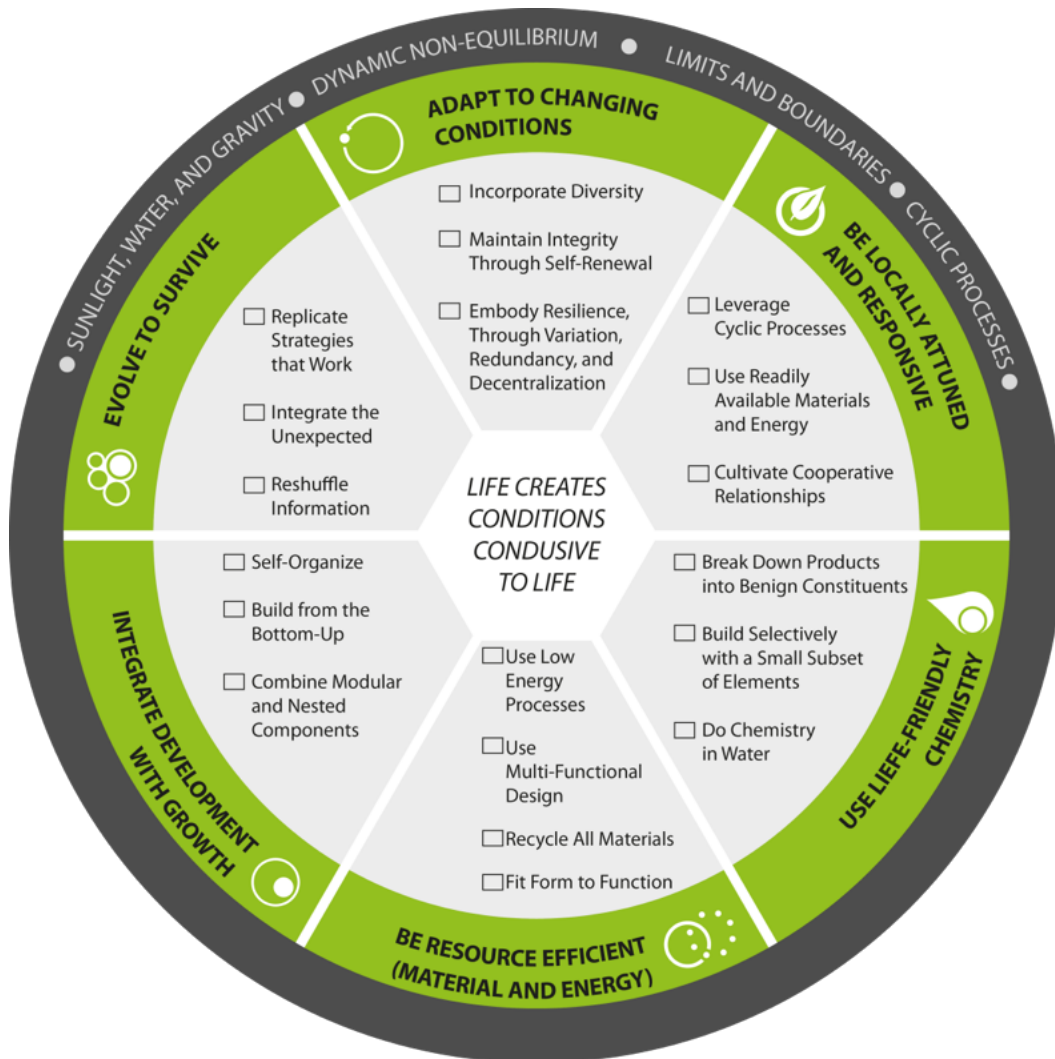 SUNLIGHT, WATER, AND GRAVITY
DYNAMIC NON-EQUILIBRIUM
LIMITS AND BOUNDARIES
CYCLIC PROCESSES
ADAPT TO CHANGING
CONDITIONS
Incorporate Diversity
Maintain Integrity
Through Self-Renewal
Embody Resilience,
Through Variation,
Redundancy, and
Decentralization
BE LOCALLY ATTUNED
AND RESPONSIVE
Leverage
Cyclic Processes
Use Readily
Available Materials
and Energy
Cultivate Cooperative
Relationships
USE LIEFE-FRIENDLY
CHEMISTRY
Break Down Products
into Benign Constituents
Build Selectively
with a Small Subset
of Elements
Do Chemistry
in Water
BE RESOURCE EFFICIENT
(MATERIAL AND ENERGY)
Use Low
Energy
Processes
Use
Multi-Functional
Design
Recycle All Materials
Fit Form to Function
INTEGRATE DEVELOPMENT
WITH GROWTH
Self-Organize
Build from the
Bottom-Up
Combine Modular
and Nested
Components
EVOLVE TO SURVIVE
Replicate
Strategies
that Work
Integrate the
Unexpected
Reshuffle
Information
LIFE CREATES
CONDITIONS
CONDUSIVE
TO LIFE